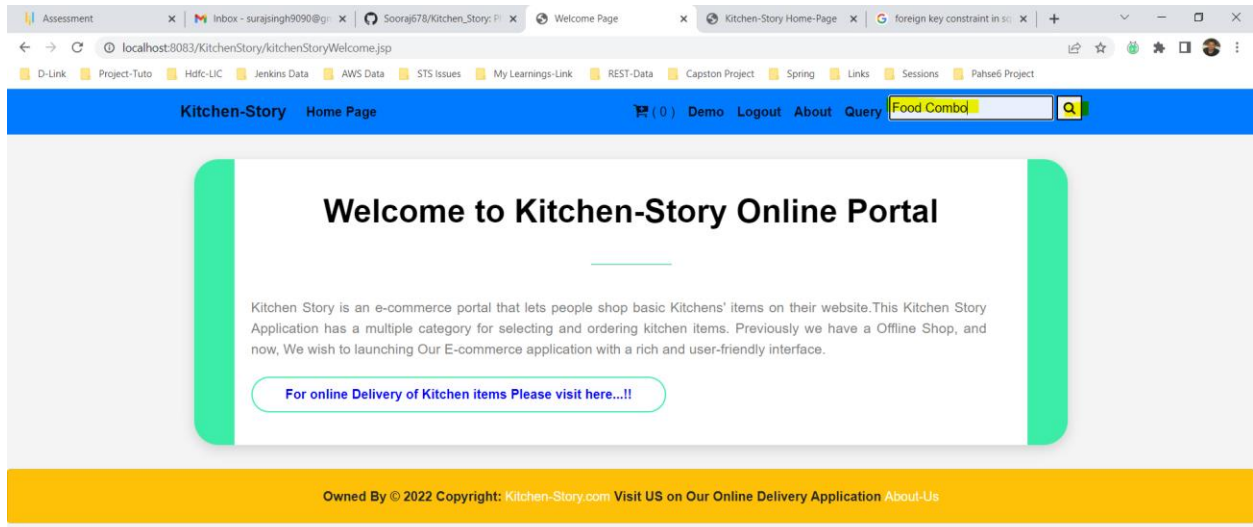 Assessment
Inbox - surajsingh9090@gm
Sooraj678/Kitchen_Story: Pl
Welcome Page
Kitchen-Story Home-Page
foreign key constraint in sq
localhost:8083/KitchenStory/kitchenStoryWelcome.jsp
D-Link Project-Tuto Hdfc-LIC Jenkins Data AWS Data STS Issues My Learnings-Link REST-Data Capston Project Spring Links Sessions Pahse6 Project
Kitchen-Story Home Page ( 0 ) Demo Logout About Query Food Combo
Welcome to Kitchen-Story Online Portal
Kitchen Story is an e-commerce portal that lets people shop basic Kitchens' items on their website.This Kitchen Story
Application has a multiple category for selecting and ordering kitchen items. Previously we have a Offline Shop, and
now, We wish to launching Our E-commerce application with a rich and user-friendly interface.
For online Delivery of Kitchen items Please visit here...!!
Owned By © 2022 Copyright: Kitchen-Story.com Visit US on Our Online Delivery Application About-Us